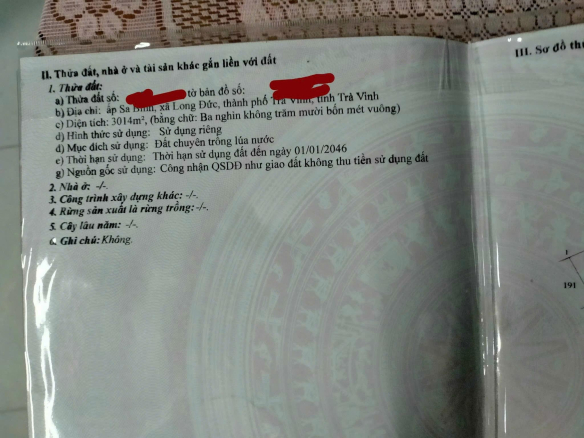 II. Thửa đất, nhà ở và tài sản khác gắn liền với đất
1. Thửa đất:
a) Thửa đất số: tờ bản đồ số:
b) Địa chỉ: ấp Sa Bình, xã Long Đức, thành phố Trà Vinh, tỉnh Trà Vinh
c) Diện tích: 3014m², (bằng chữ: Ba nghìn không trăm mười bốn mét vuông)
d) Hình thức sử dụng: Sử dụng riêng
đ) Mục đích sử dụng: Đất chuyên trồng lúa nước
e) Thời hạn sử dụng: Thời hạn sử dụng đất đến ngày 01/01/2046
g) Nguồn gốc sử dụng: Công nhận QSDĐ như giao đất không thu tiền sử dụng đất
2. Nhà ở: -/-.
3. Công trình xây dựng khác: -/-.
4. Rừng sản xuất là rừng trồng: -/-.
5. Cây lâu năm: -/-.
6. Ghi chú: Không.
III. Sơ đồ
1
191